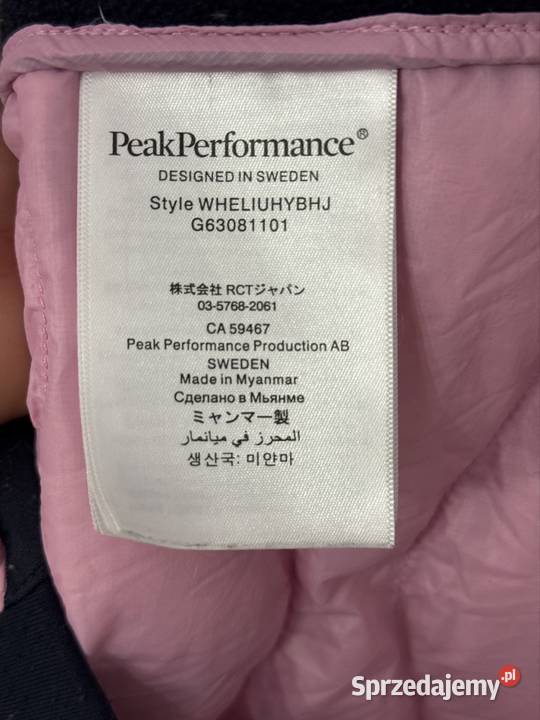 PeakPerformance®
DESIGNED IN SWEDEN
Style WHELIUHYBHJ
G63081101
株式会社 RCTジャパン
03-5768-2061
CA 59467
Peak Performance Production AB
SWEDEN
Made in Myanmar
Сделано в Мьянме
ミャンマー製
المحرز في ميانمار
생산국: 미얀마
Sprzedajemy.pl